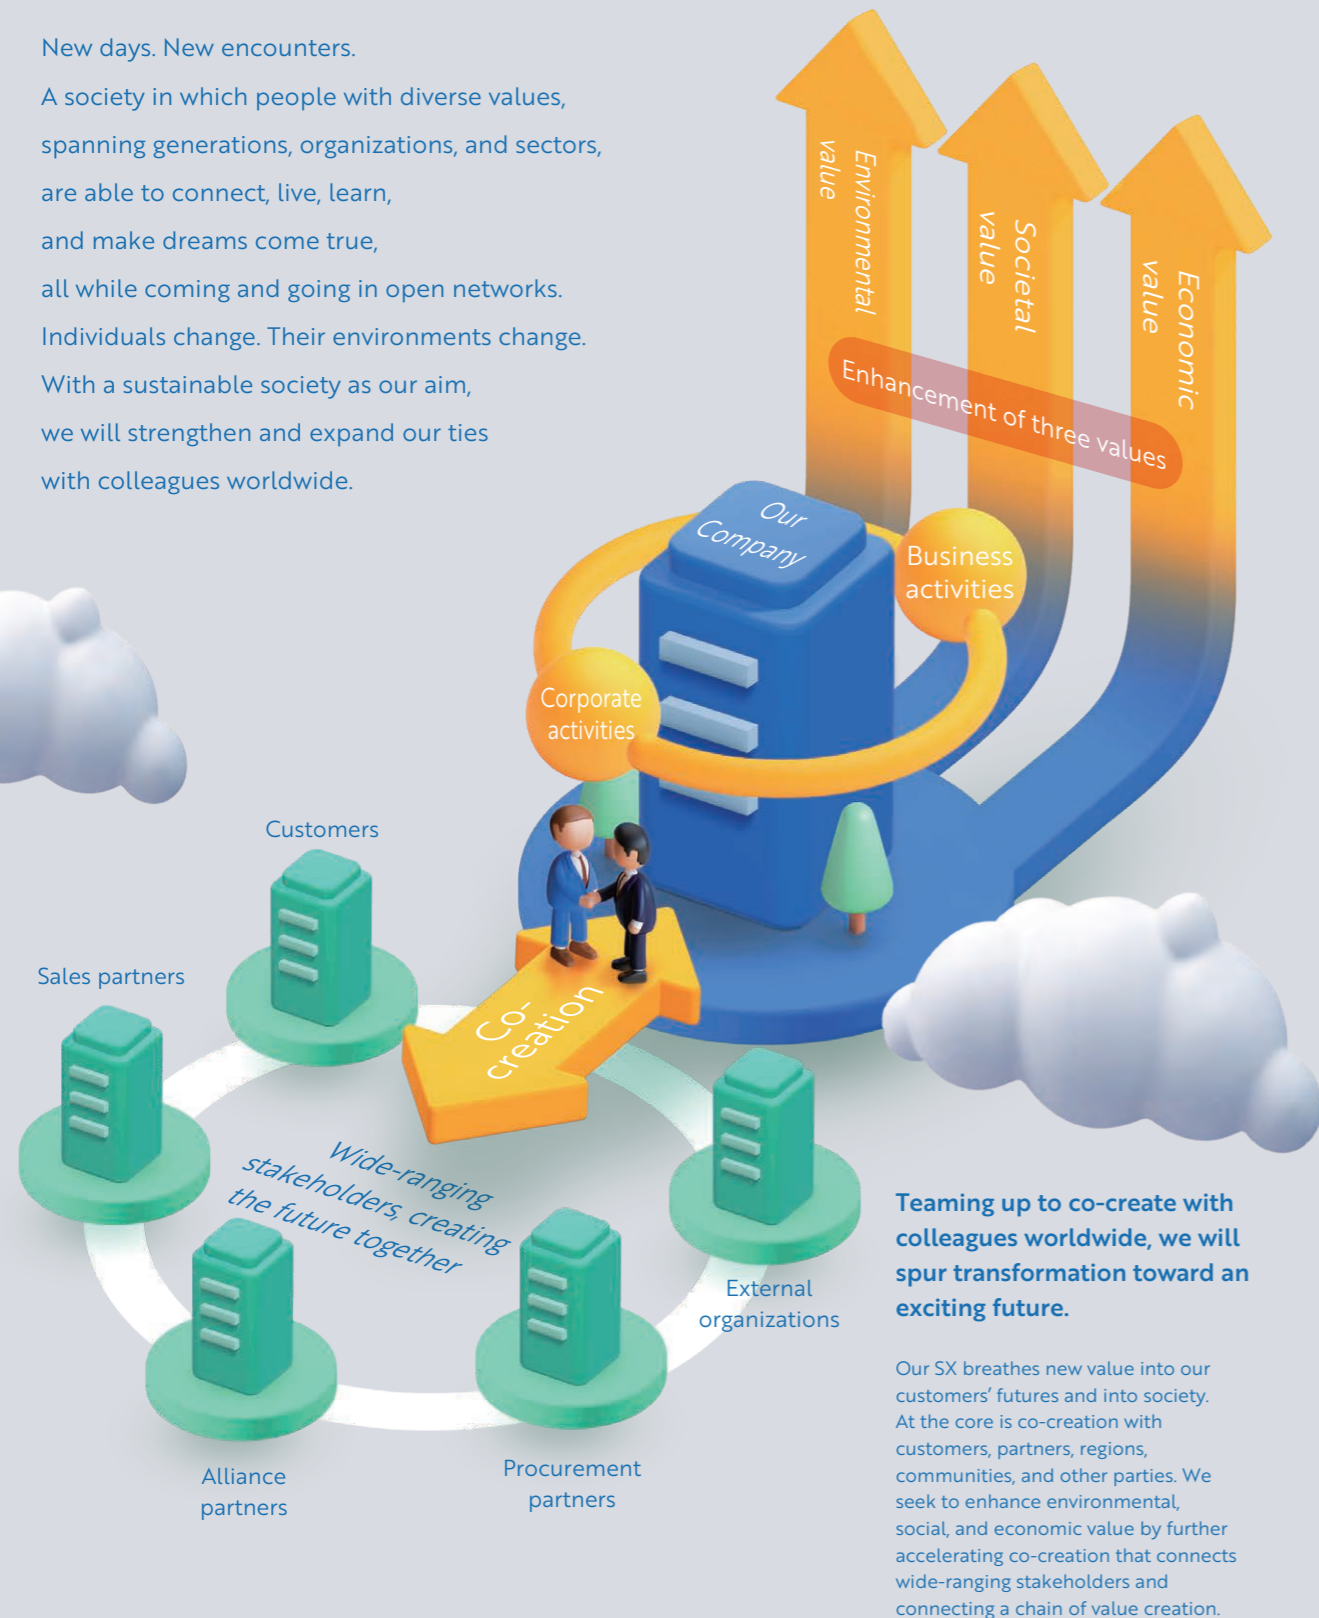 New days. New encounters.
A society in which people with diverse values,
spanning generations, organizations, and sectors,
are able to connect, live, learn,
and make dreams come true,
all while coming and going in open networks.
Individuals change. Their environments change.
With a sustainable society as our aim,
we will strengthen and expand our ties
with colleagues worldwide.
Environmental
value
Societal
value
Economic
value
Enhancement of three values
Our
Company
Business
activities
Corporate
activities
Customers
Sales partners
Co-
creation
Wide-ranging
stakeholders, creating
the future together
External
organizations
Alliance
partners
Procurement
partners
Teaming up to co-create with
colleagues worldwide, we will
spur transformation toward an
exciting future.
Our SX breathes new value into our
customers’ futures and into society.
At the core is co-creation with
customers, partners, regions,
communities, and other parties. We
seek to enhance environmental,
social, and economic value by further
accelerating co-creation that connects
wide-ranging stakeholders and
connecting a chain of value creation.